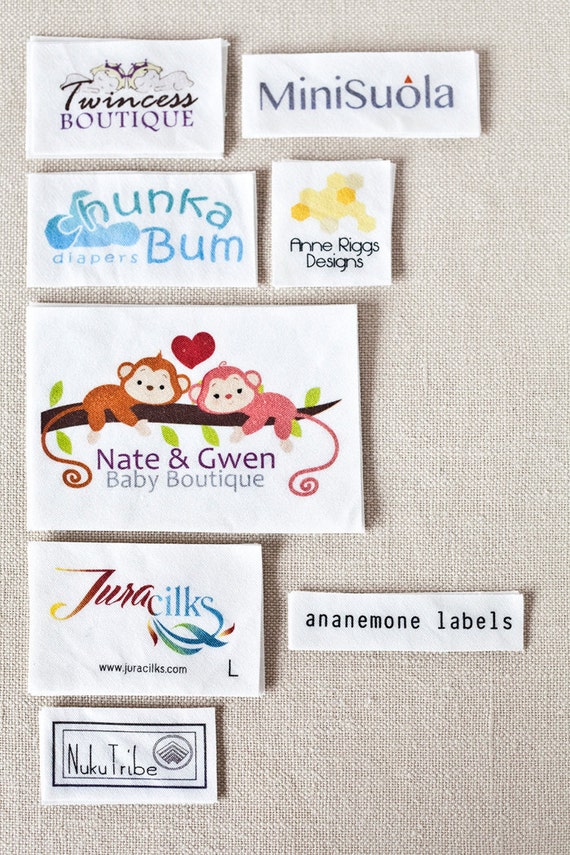 Twincess
BOUTIQUE
MiniSuola
Chunka
diapers Bum
Anne Riggs
Designs
Nate & Gwen
Baby Boutique
Juracilks
www.juracilks.com L
ananemone labels
NukuTribe